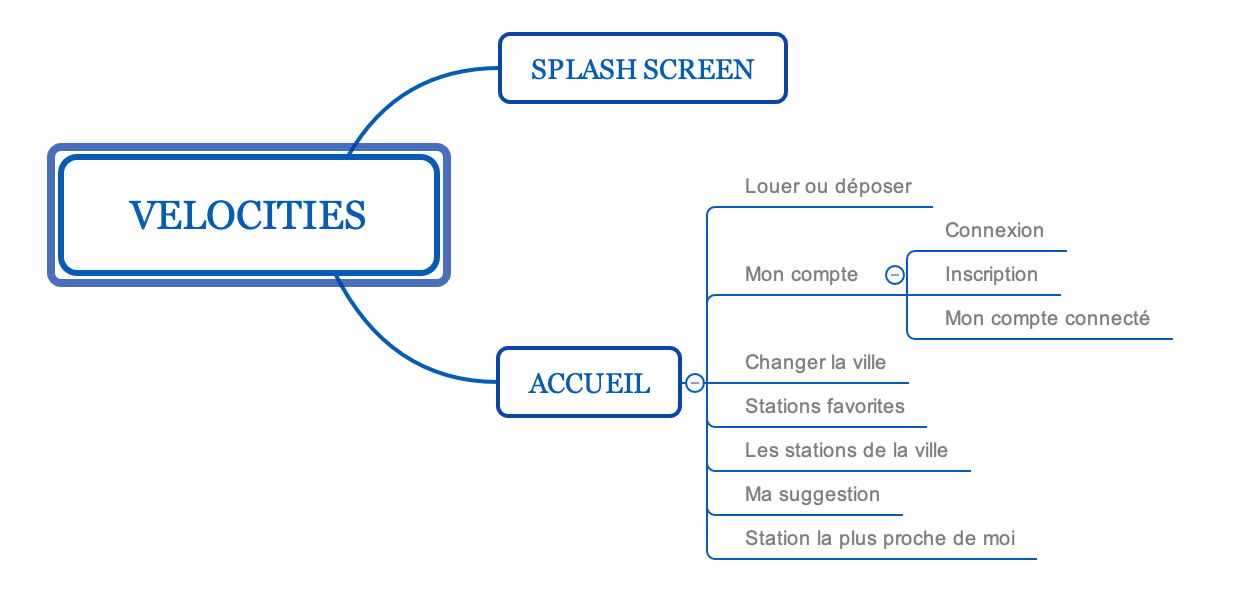 SPLASH SCREEN
VELOCITIES
Louer ou déposer
Connexion
Mon compte
Inscription
Mon compte connecté
Changer la ville
ACCUEIL
Stations favorites
Les stations de la ville
Ma suggestion
Station la plus proche de moi